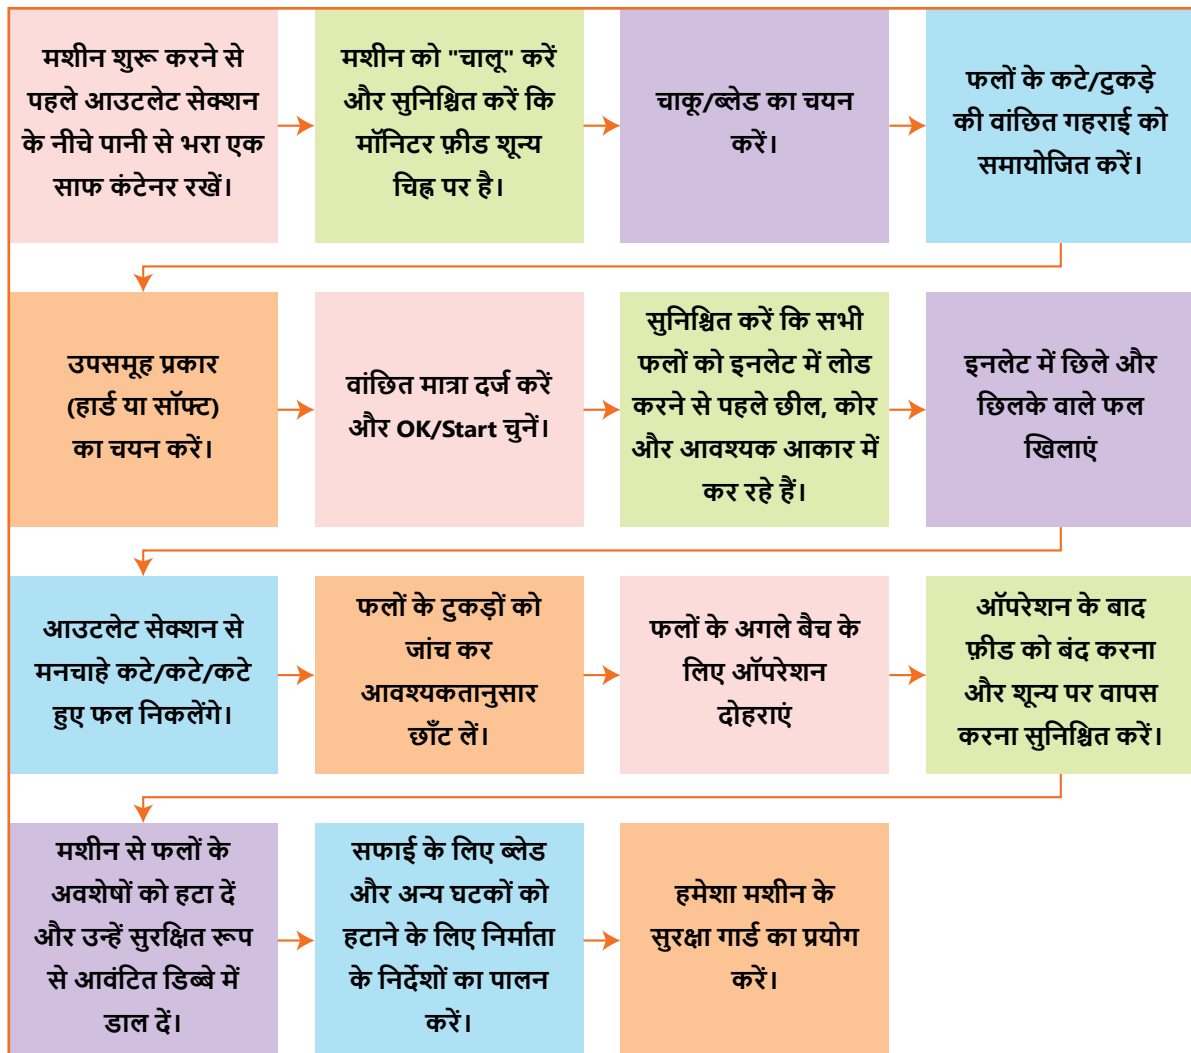 मशीन शुरू करने से
पहले आउटलेट सेक्शन
के नीचे पानी से भरा एक
साफ कंटेनर रखें।
मशीन को "चालू" करें
और सुनिश्चित करें कि
मॉनिटर फ़ीड शून्य
चिह्न पर है।
चाकू/ब्लेड का चयन
करें।
फलों के कटे/टुकड़े
की वांछित गहराई को
समायोजित करें।
उपसमूह प्रकार
(हार्ड या सॉफ्ट)
का चयन करें।
वांछित मात्रा दर्ज करें
और OK/Start चुनें।
सुनिश्चित करें कि सभी
फलों को इनलेट में लोड
करने से पहले छील, कोर
और आवश्यक आकार में
कर रहे हैं।
इनलेट में छिले और
छिलके वाले फल
खिलाएं
आउटलेट सेक्शन से
मनचाहे कटे/कटे/कटे
हुए फल निकलेंगे।
फलों के टुकड़ों को
जांच कर
आवश्यकतानुसार
छाँट लें।
फलों के अगले बैच के
लिए ऑपरेशन
दोहराएं
ऑपरेशन के बाद
फ़ीड को बंद करना
और शून्य पर वापस
करना सुनिश्चित करें।
मशीन से फलों के
अवशेषों को हटा दें
और उन्हें सुरक्षित रूप
से आवंटित डिब्बे में
डाल दें।
सफाई के लिए ब्लेड
और अन्य घटकों को
हटाने के लिए निर्माता
के निर्देशों का पालन
करें।
हमेशा मशीन के
सुरक्षा गार्ड का प्रयोग
करें।